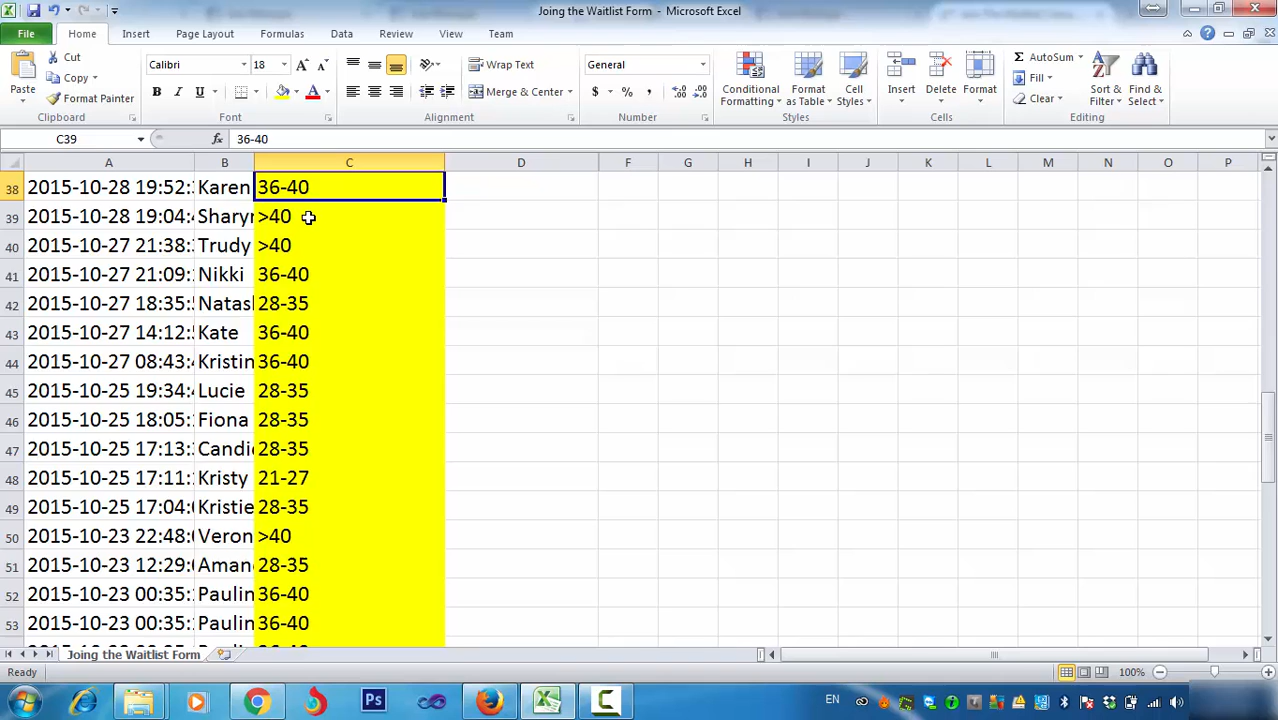 Joing the Waitlist Form - Microsoft Excel
File Home Insert Page Layout Formulas Data Review View Team
Cut
Copy
Format Painter
Paste
Clipboard
Calibri 18
B I U
Font
Wrap Text
Merge & Center
Alignment
General
$ % ,
Number
Conditional Formatting
Format as Table
Cell Styles
Styles
Insert Delete Format
Cells
AutoSum
Fill
Clear
Sort & Filter
Find & Select
Editing
C39 fx 36-40
A B C D F G H I J K L M N O P
38 2015-10-28 19:52: Karen 36-40
39 2015-10-28 19:04: Sharyn >40
40 2015-10-27 21:38: Trudy >40
41 2015-10-27 21:09: Nikki 36-40
42 2015-10-27 18:35: Natas 28-35
43 2015-10-27 14:12: Kate 36-40
44 2015-10-27 08:43: Kristin 36-40
45 2015-10-25 19:34: Lucie 28-35
46 2015-10-25 18:05: Fiona 28-35
47 2015-10-25 17:13: Candi 28-35
48 2015-10-25 17:11: Kristy 21-27
49 2015-10-25 17:04: Kristie 28-35
50 2015-10-23 22:48: Veron >40
51 2015-10-23 12:29: Aman 28-35
52 2015-10-23 00:35: Paulin 36-40
53 2015-10-23 00:35: Paulin 36-40
Joing the Waitlist Form
Ready 100%
Ps EN